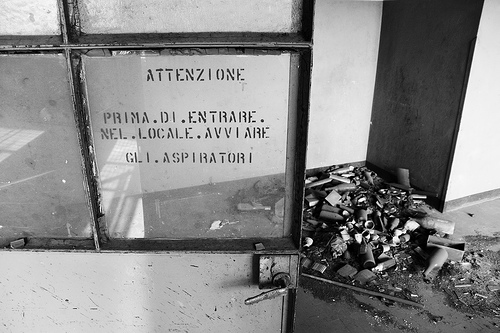 ATTENZIONE
PRIMA.DI.ENTRARE.
NEL.LOCALE.AVVIARE
GLI.ASPIRATORI